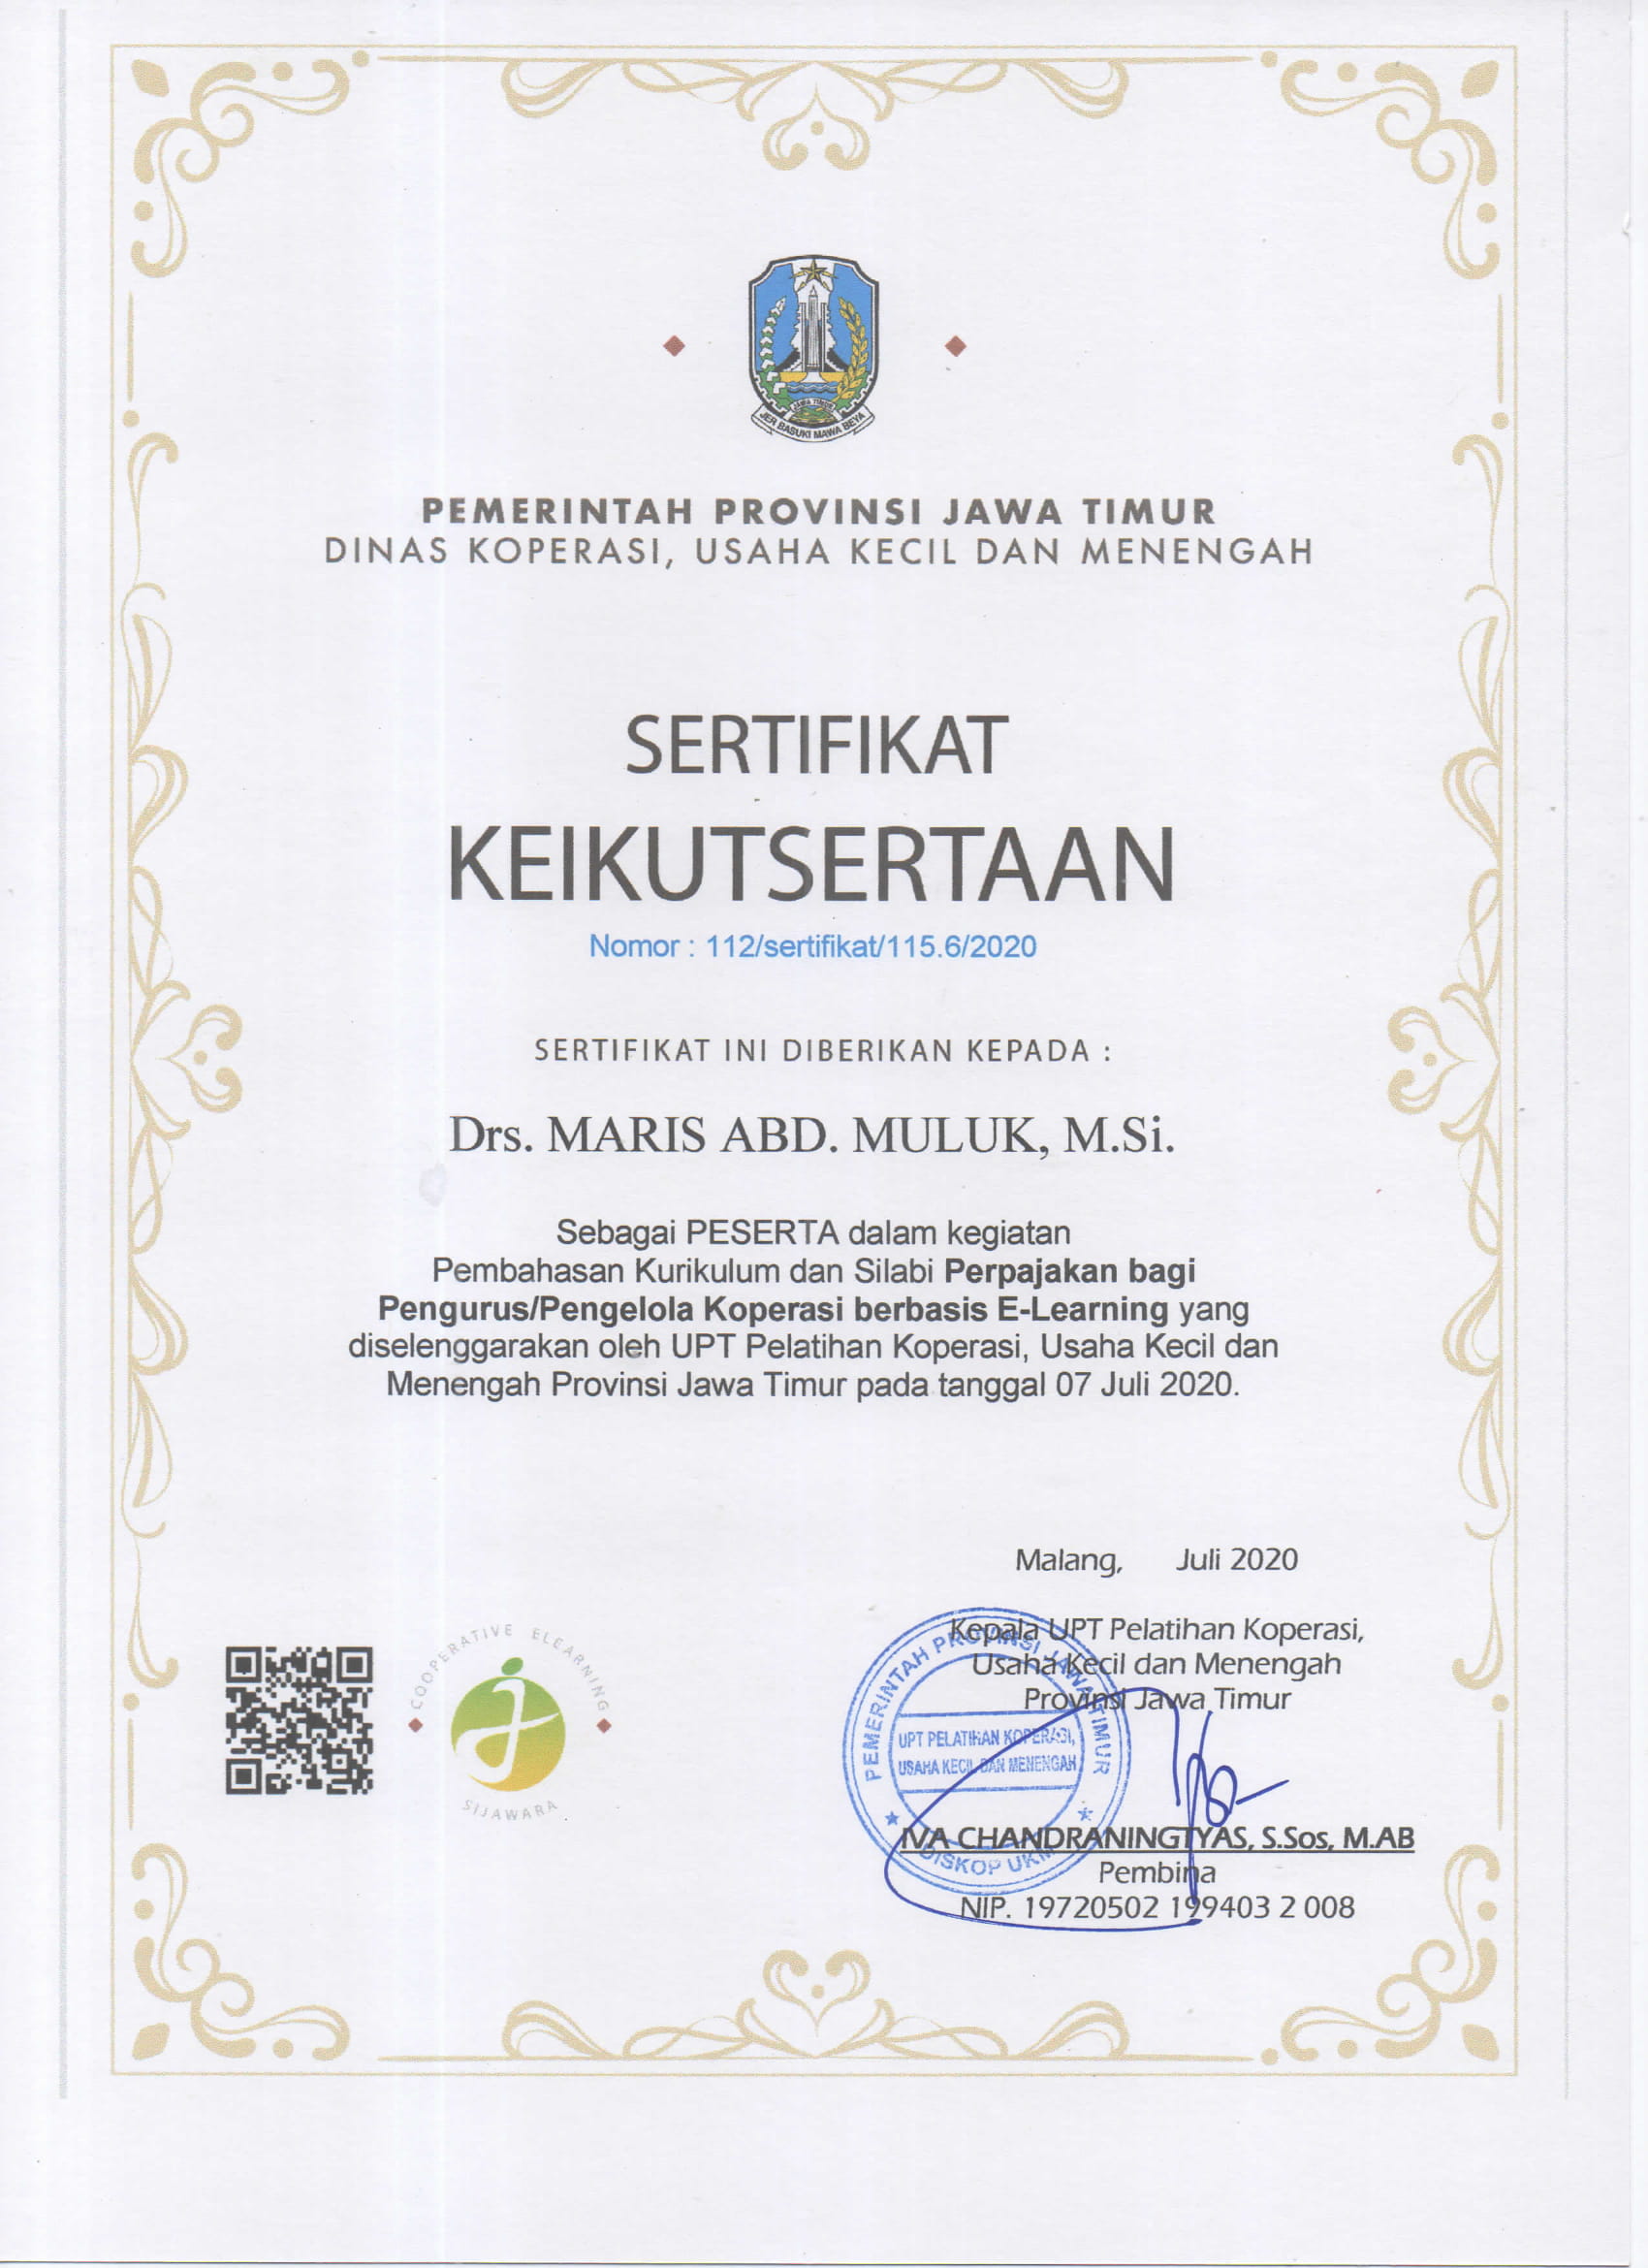 JAWA TIMUR
JER BASUKI MAWA BEYA
PEMERINTAH PROVINSI JAWA TIMUR
DINAS KOPERASI, USAHA KECIL DAN MENENGAH
SERTIFIKAT
KEIKUTSERTAAN
Nomor : 112/sertifikat/115.6/2020
SERTIFIKAT INI DIBERIKAN KEPADA :
Drs. MARIS ABD. MULUK, M.Si.
Sebagai PESERTA dalam kegiatan
Pembahasan Kurikulum dan Silabi Perpajakan bagi
Pengurus/Pengelola Koperasi berbasis E-Learning yang
diselenggarakan oleh UPT Pelatihan Koperasi, Usaha Kecil dan
Menengah Provinsi Jawa Timur pada tanggal 07 Juli 2020.
Malang, Juli 2020
Kepala UPT Pelatihan Koperasi,
Usaha Kecil dan Menengah
Provinsi Jawa Timur
COOPERATIVE ELEARNING
SIJAWARA
PEMERINTAH PROVINSI JAWA TIMUR
UPT PELATIHAN KOPERASI,
USAHA KECIL DAN MENENGAH
DISKOP UKM
IVA CHANDRANINGTYAS, S.Sos, M.AB
Pembina
NIP. 19720502 199403 2 008